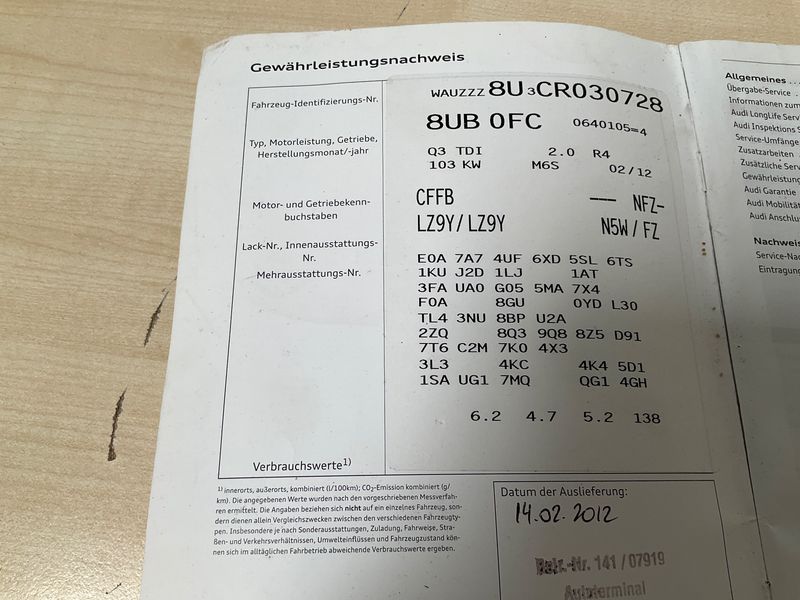 Gewährleistungsnachweis
Fahrzeug-Identifizierungs-Nr.
WAUZZZ 8U3CR030728
8UB 0FC 0640105=4
Typ, Motorleistung, Getriebe,
Herstellungsmonat/-jahr
Q3 TDI 2.0 R4
103 KW M6S 02/12
Motor- und Getriebekenn-
buchstaben
CFFB --- NFZ-
LZ9Y/LZ9Y N5W/FZ
Lack-Nr., Innenausstattungs-
Nr.
Mehrausstattungs-Nr.
E0A 7A7 4UF 6XD 5SL 6TS
1KU J2D 1LJ 1AT
3FA UA0 G05 5MA 7X4
F0A 8GU 0YD L30
TL4 3NU 8BP U2A
2ZQ 8Q3 9Q8 8Z5 D91
7T6 C2M 7K0 4X3
3L3 4KC 4K4 5D1
1SA UG1 7MQ QG1 4GH
6.2 4.7 5.2 138
Verbrauchswerte1)
1) innerorts, außerorts, kombiniert (l/100km); CO2-Emission kombiniert (g/
km). Die angegebenen Werte wurden nach den vorgeschriebenen Messverfah-
ren ermittelt. Die Angaben beziehen sich nicht auf ein einzelnes Fahrzeug, son-
dern dienen allein Vergleichszwecken zwischen den verschiedenen Fahrzeugty-
pen. Insbesondere je nach Sonderausstattungen, Zuladung, Fahrweise, Stra-
ßen- und Verkehrsverhältnissen, Umwelteinflüssen und Fahrzeugzustand kön-
nen sich im alltäglichen Fahrbetrieb abweichende Verbrauchswerte ergeben.
Datum der Auslieferung:
14.02.2012
Betr.-Nr. 141 / 07919
Autoterminal
Allgemeines ...
Übergabe-Service .
Informationen zum
Audi LongLife Serv
Audi Inspektions S
Service-Umfänge
Zusatzarbeiten
Zusätzliche Servi
Gewährleistung
Audi Garantie
Audi Mobilitä
Audi Anschlu
Nachweis
Service-Na
Eintragung